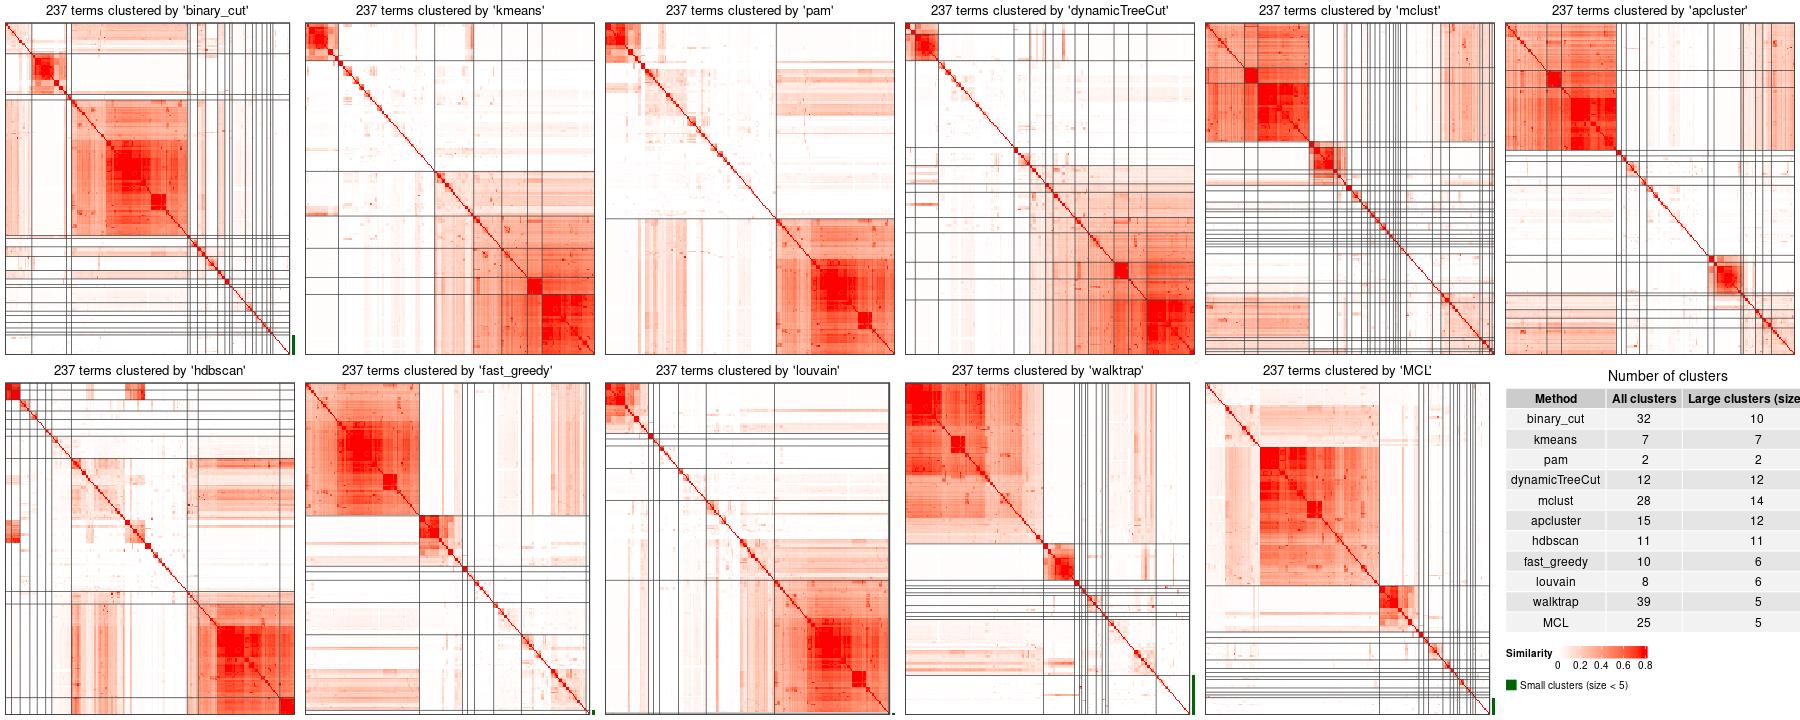 237 terms clustered by 'binary_cut'
237 terms clustered by 'kmeans'
237 terms clustered by 'pam'
237 terms clustered by 'dynamicTreeCut'
237 terms clustered by 'mclust'
237 terms clustered by 'apcluster'
237 terms clustered by 'hdbscan'
237 terms clustered by 'fast_greedy'
237 terms clustered by 'louvain'
237 terms clustered by 'walktrap'
237 terms clustered by 'MCL'
Number of clusters
Method All clusters Large clusters (size
binary_cut 32 10
kmeans 7 7
pam 2 2
dynamicTreeCut 12 12
mclust 28 14
apcluster 15 12
hdbscan 11 11
fast_greedy 10 6
louvain 8 6
walktrap 39 5
MCL 25 5
Similarity
0 0.2 0.4 0.6 0.8
Small clusters (size < 5)